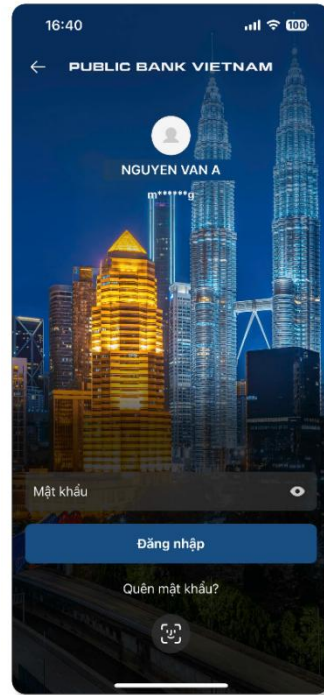 16:40
100
PUBLIC BANK VIETNAM
NGUYEN VAN A
m******g
Mật khẩu
Đăng nhập
Quên mật khẩu?